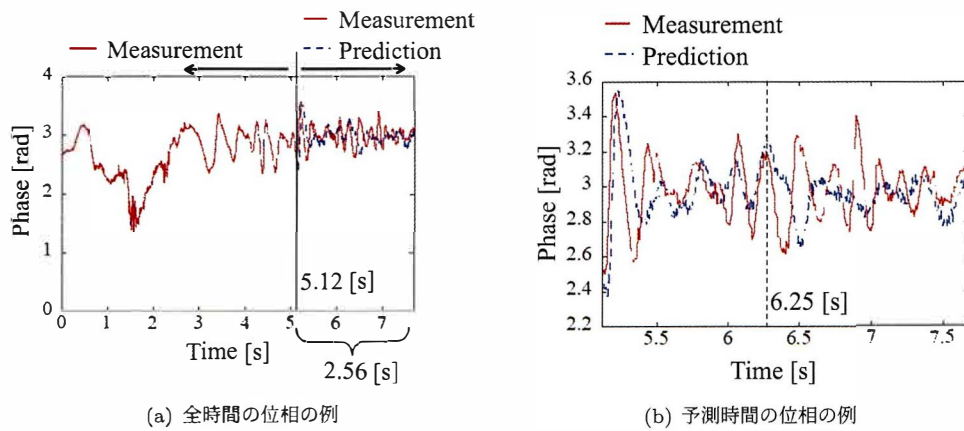 Measurement
Measurement
Prediction
4
3
2
1
0
Phase [rad]
5.12 [s]
0 1 2 3 4 5 6 7
Time [s]
2.56 [s]
(a) 全時間の位相の例
Measurement
Prediction
3.6
3.4
3.2
3
2.8
2.6
2.4
2.2
Phase [rad]
6.25 [s]
5.5 6 6.5 7 7.5
Time [s]
(b) 予測時間の位相の例